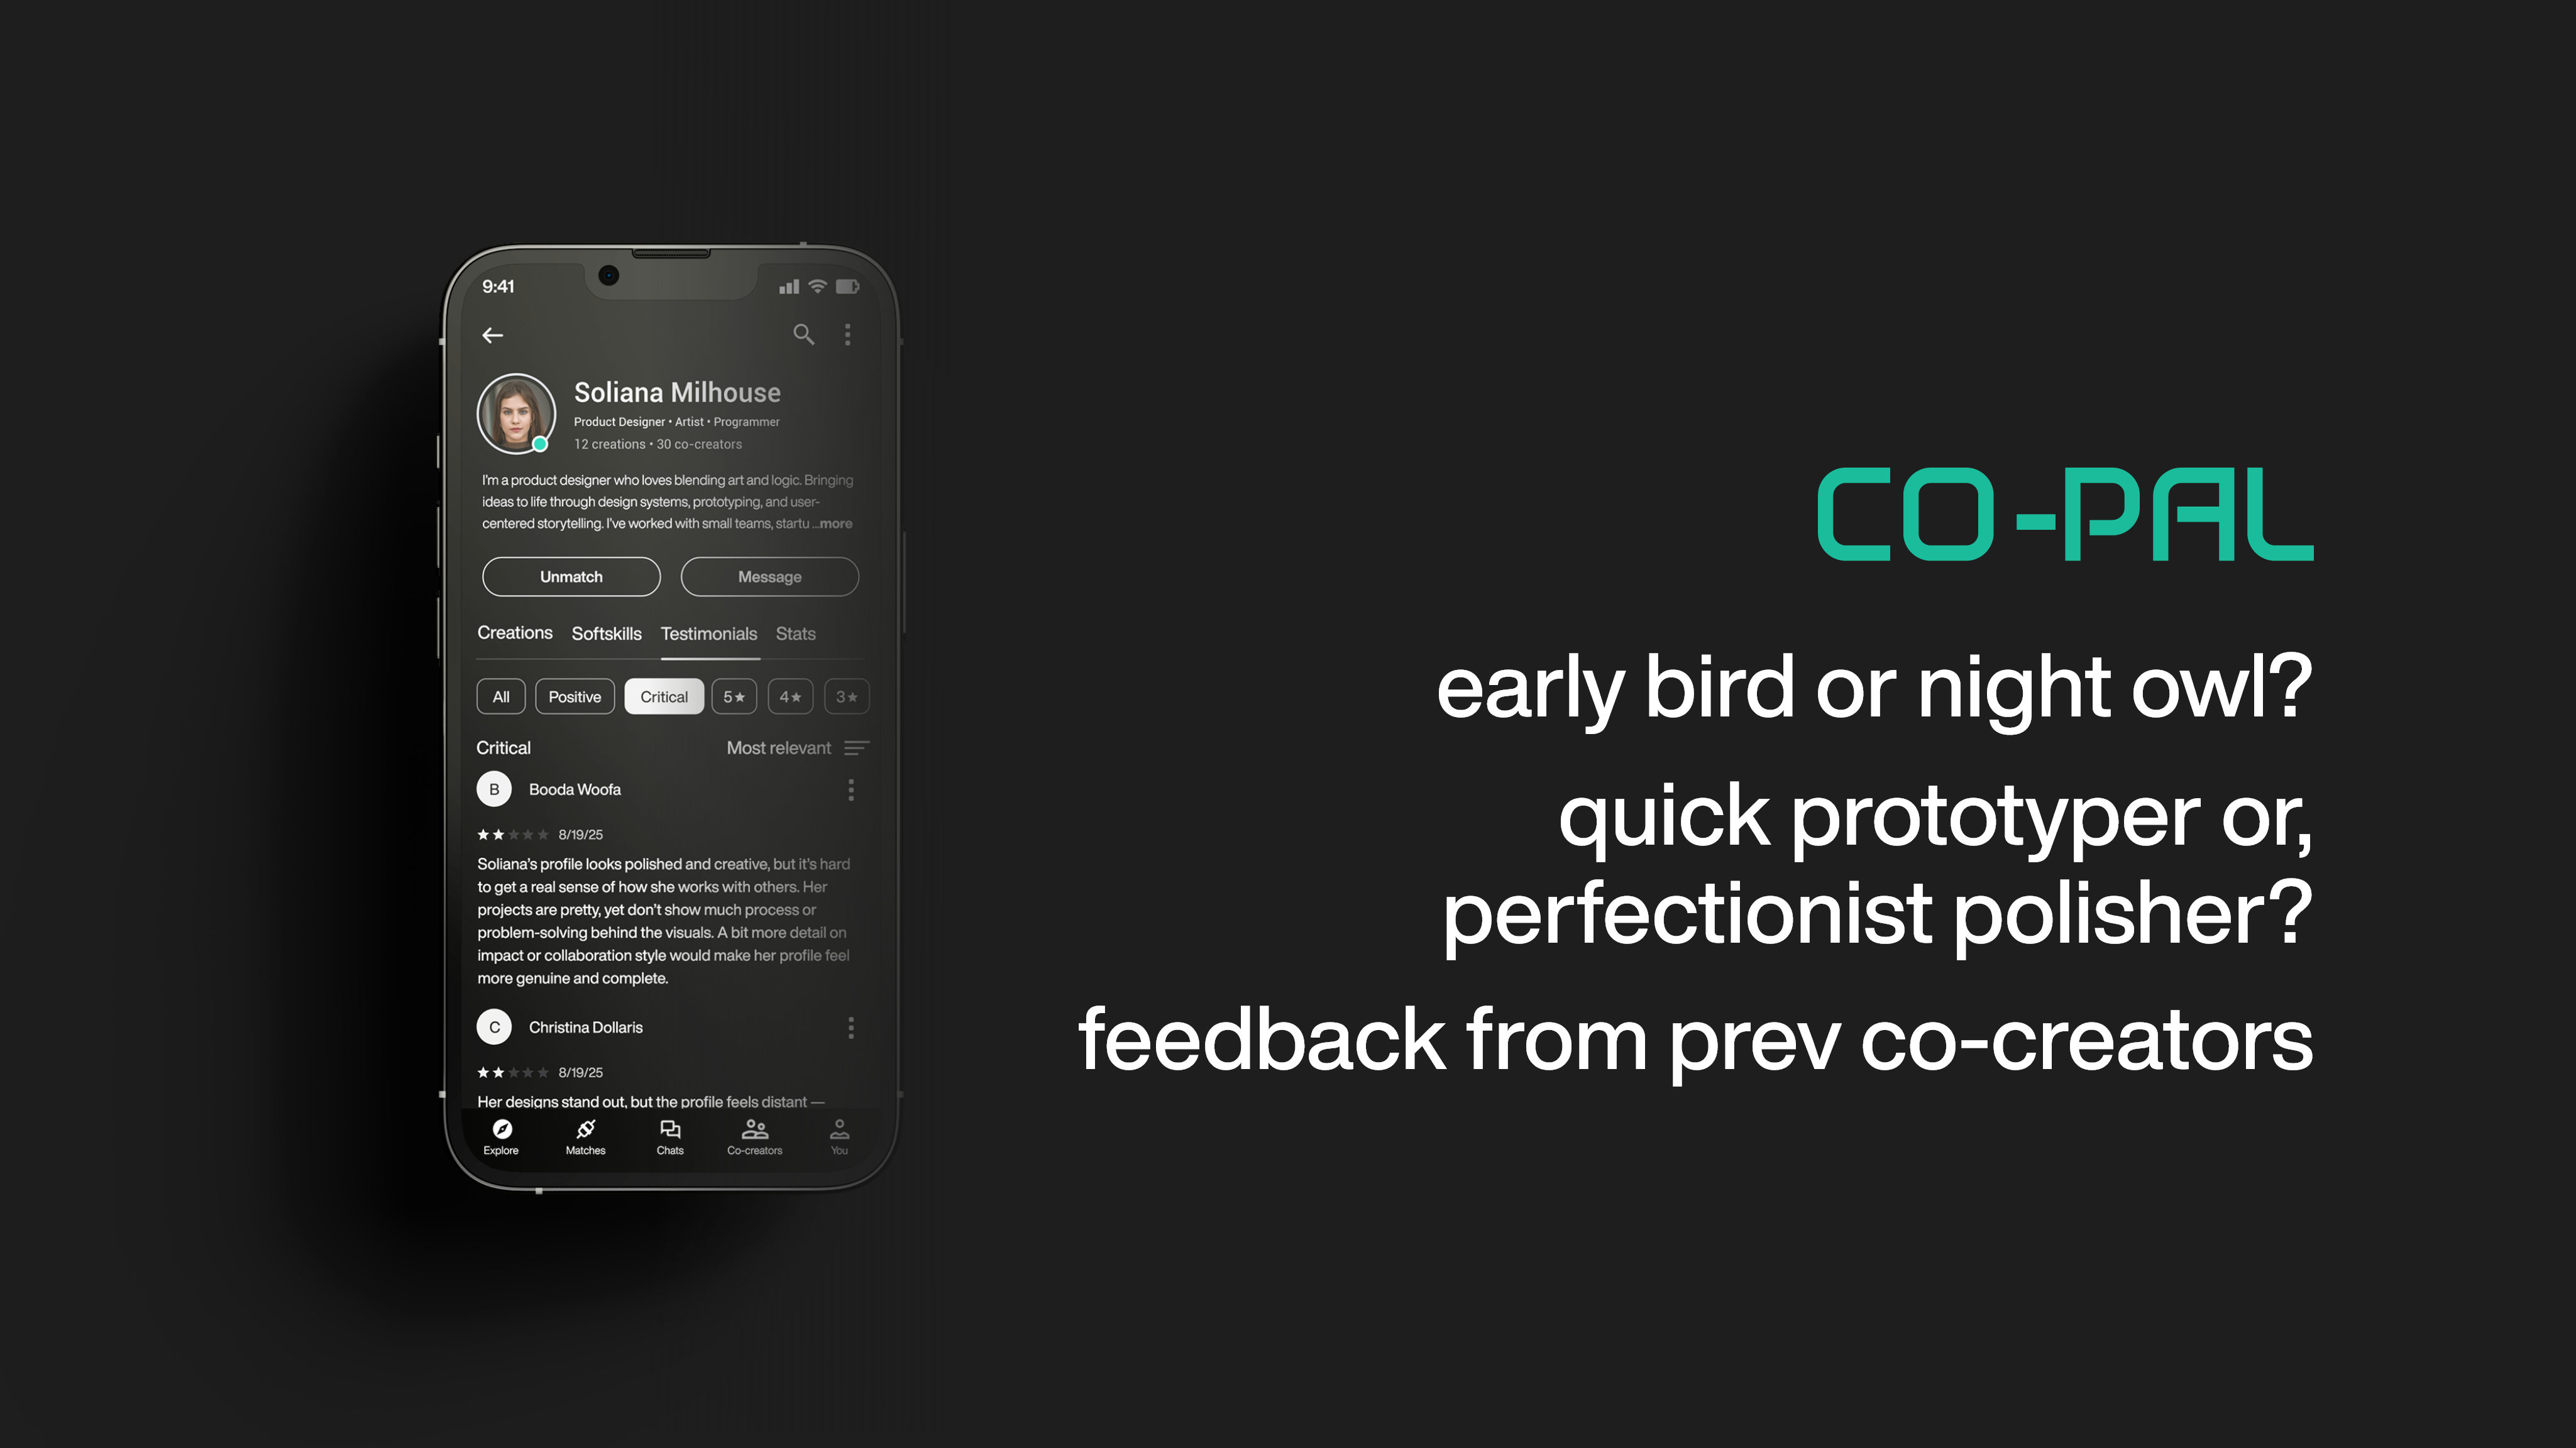 9:41
Soliana Milhouse
Product Designer • Artist • Programmer
12 creations • 30 co-creators
I'm a product designer who loves blending art and logic. Bringing
ideas to life through design systems, prototyping, and user-
centered storytelling. I've worked with small teams, startu ...more
Unmatch Message
Creations Softskills Testimonials Stats
All Positive Critical 5★ 4★ 3★
Critical Most relevant
B Booda Woofa
★★★★★ 8/19/25
Soliana's profile looks polished and creative, but it's hard
to get a real sense of how she works with others. Her
projects are pretty, yet don't show much process or
problem-solving behind the visuals. A bit more detail on
impact or collaboration style would make her profile feel
more genuine and complete.
C Christina Dollaris
★★★★★ 8/19/25
Her designs stand out, but the profile feels distant —
Explore Matches Chats Co-creators You
CO-PAL
early bird or night owl?
quick prototyper or,
perfectionist polisher?
feedback from prev co-creators